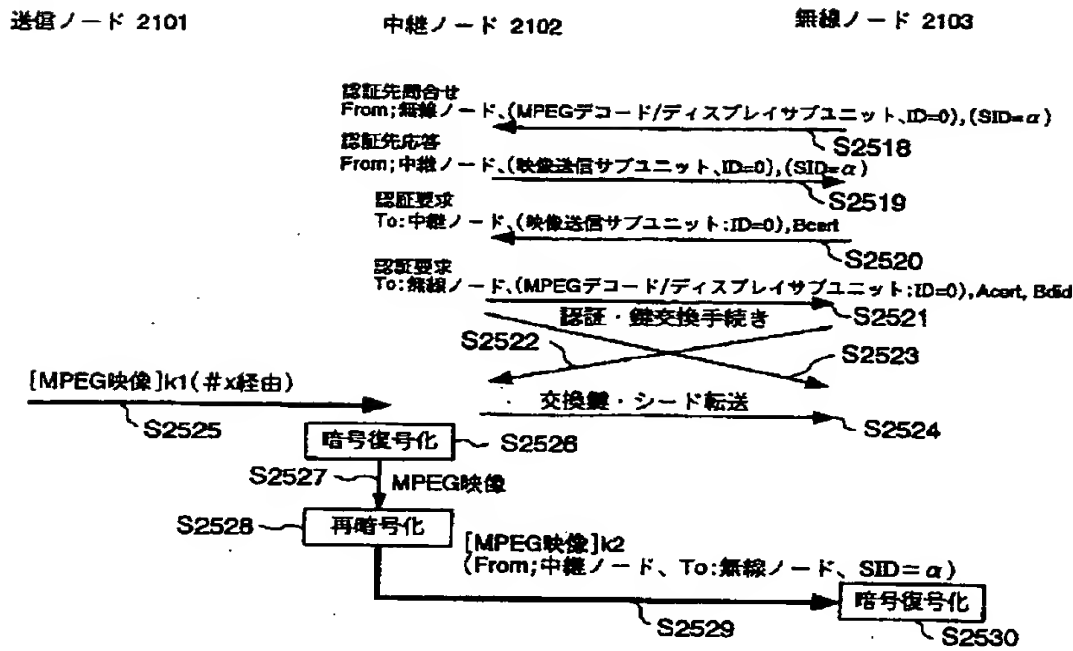 送信ノード 2101
中継ノード 2102
無線ノード 2103
認証先問合せ
From;無線ノード、(MPEGデコード/ディスプレイサブユニット、ID=0),(SID=α)
S2518
認証先応答
From;中継ノード、(映像送信サブユニット、ID=0),(SID=α)
S2519
認証要求
To:中継ノード、(映像送信サブユニット:ID=0),Bcert
S2520
認証要求
To:無線ノード、(MPEGデコード/ディスプレイサブユニット:ID=0),Acert, Bdid
S2521
認証・鍵交換手続き
S2522
S2523
[MPEG映像]k1(#x経由)
交換鍵・シード転送
S2525
S2524
暗号復号化
S2526
S2527
MPEG映像
S2528
再暗号化
[MPEG映像]k2
(From;中継ノード、To:無線ノード、SID=α)
暗号復号化
S2529
S2530